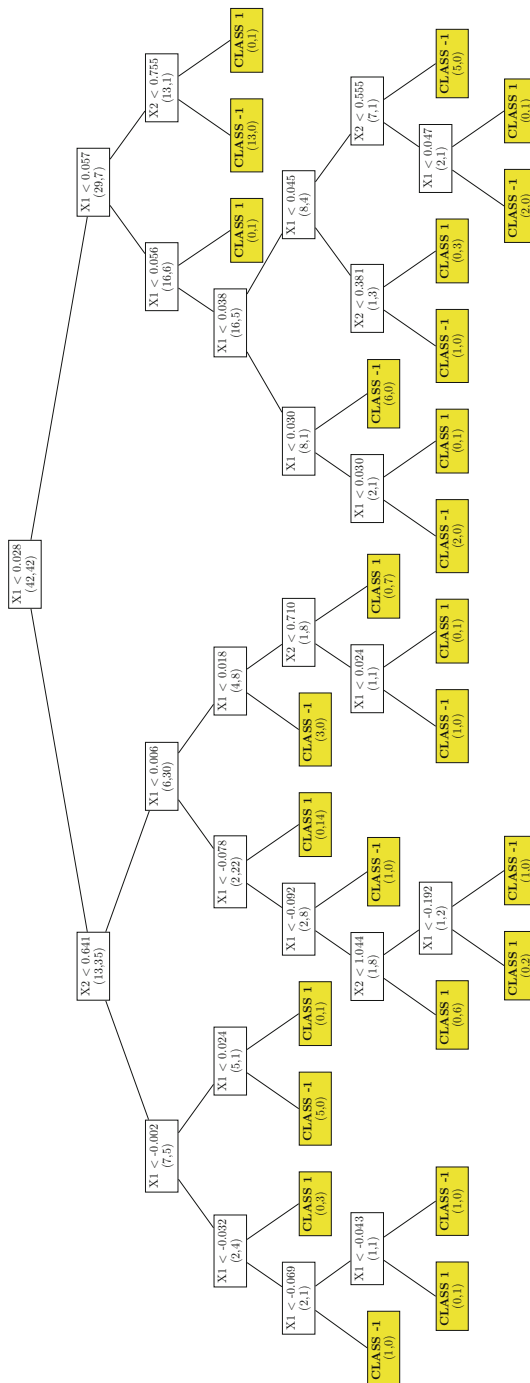 X1 < 0.028
(42,42)
X2 < 0.641
(13,35)
X1 < 0.057
(29,7)
X1 < -0.002
(7,5)
X1 < 0.006
(6,30)
X1 < 0.056
(16,6)
X2 < 0.755
(13,1)
X1 < -0.032
(2,4)
X1 < 0.024
(5,1)
X1 < -0.078
(2,22)
X1 < 0.018
(4,8)
X1 < 0.038
(16,5)
CLASS 1
(0,1)
CLASS -1
(13,0)
CLASS 1
(0,1)
X1 < -0.069
(2,1)
CLASS 1
(0,3)
CLASS -1
(5,0)
CLASS 1
(0,1)
X1 < -0.092
(2,8)
CLASS 1
(0,14)
CLASS -1
(3,0)
X2 < 0.710
(1,8)
X1 < 0.030
(8,1)
X1 < 0.045
(8,4)
CLASS -1
(1,0)
X1 < -0.043
(1,1)
X2 < 1.044
(1,8)
CLASS -1
(1,0)
X1 < 0.024
(1,1)
CLASS 1
(0,7)
X1 < 0.030
(2,1)
CLASS -1
(6,0)
X2 < 0.381
(1,3)
X2 < 0.555
(7,1)
CLASS 1
(0,1)
CLASS -1
(1,0)
CLASS 1
(0,6)
X1 < -0.192
(1,2)
CLASS -1
(1,0)
CLASS 1
(0,1)
CLASS -1
(2,0)
CLASS 1
(0,1)
CLASS -1
(1,0)
CLASS 1
(0,3)
X1 < 0.047
(2,1)
CLASS -1
(5,0)
CLASS 1
(0,2)
CLASS -1
(1,0)
CLASS -1
(2,0)
CLASS 1
(0,1)